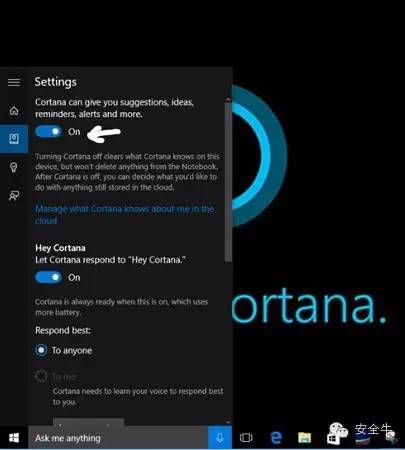 Settings
Cortana can give you suggestions, ideas,
reminders, alerts and more.
On
Turning Cortana off clears what Cortana knows on this
device, but won't delete anything from the Notebook.
After Cortana is off, you can decide what you'd like to
do with anything still stored in the cloud.
Manage what Cortana knows about me in the
cloud
Hey Cortana
Let Cortana respond to "Hey Cortana."
On
Cortana is always ready when this is on, which uses
more battery.
Respond best:
To anyone
To me
Cortana needs to learn your voice to respond best
to you.
ortana.
安全牛
Ask me anything